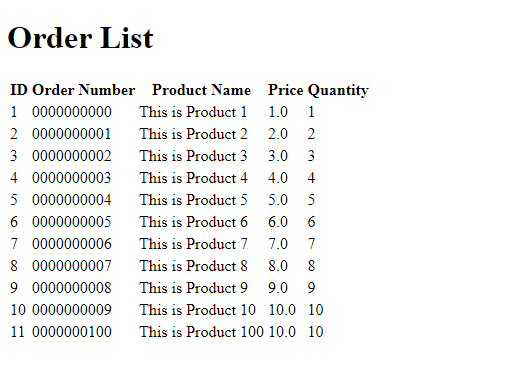 Order List
ID Order Number Product Name Price Quantity
1 0000000000 This is Product 1 1.0 1
2 0000000001 This is Product 2 2.0 2
3 0000000002 This is Product 3 3.0 3
4 0000000003 This is Product 4 4.0 4
5 0000000004 This is Product 5 5.0 5
6 0000000005 This is Product 6 6.0 6
7 0000000006 This is Product 7 7.0 7
8 0000000007 This is Product 8 8.0 8
9 0000000008 This is Product 9 9.0 9
10 0000000009 This is Product 10 10.0 10
11 0000000100 This is Product 100 10.0 10